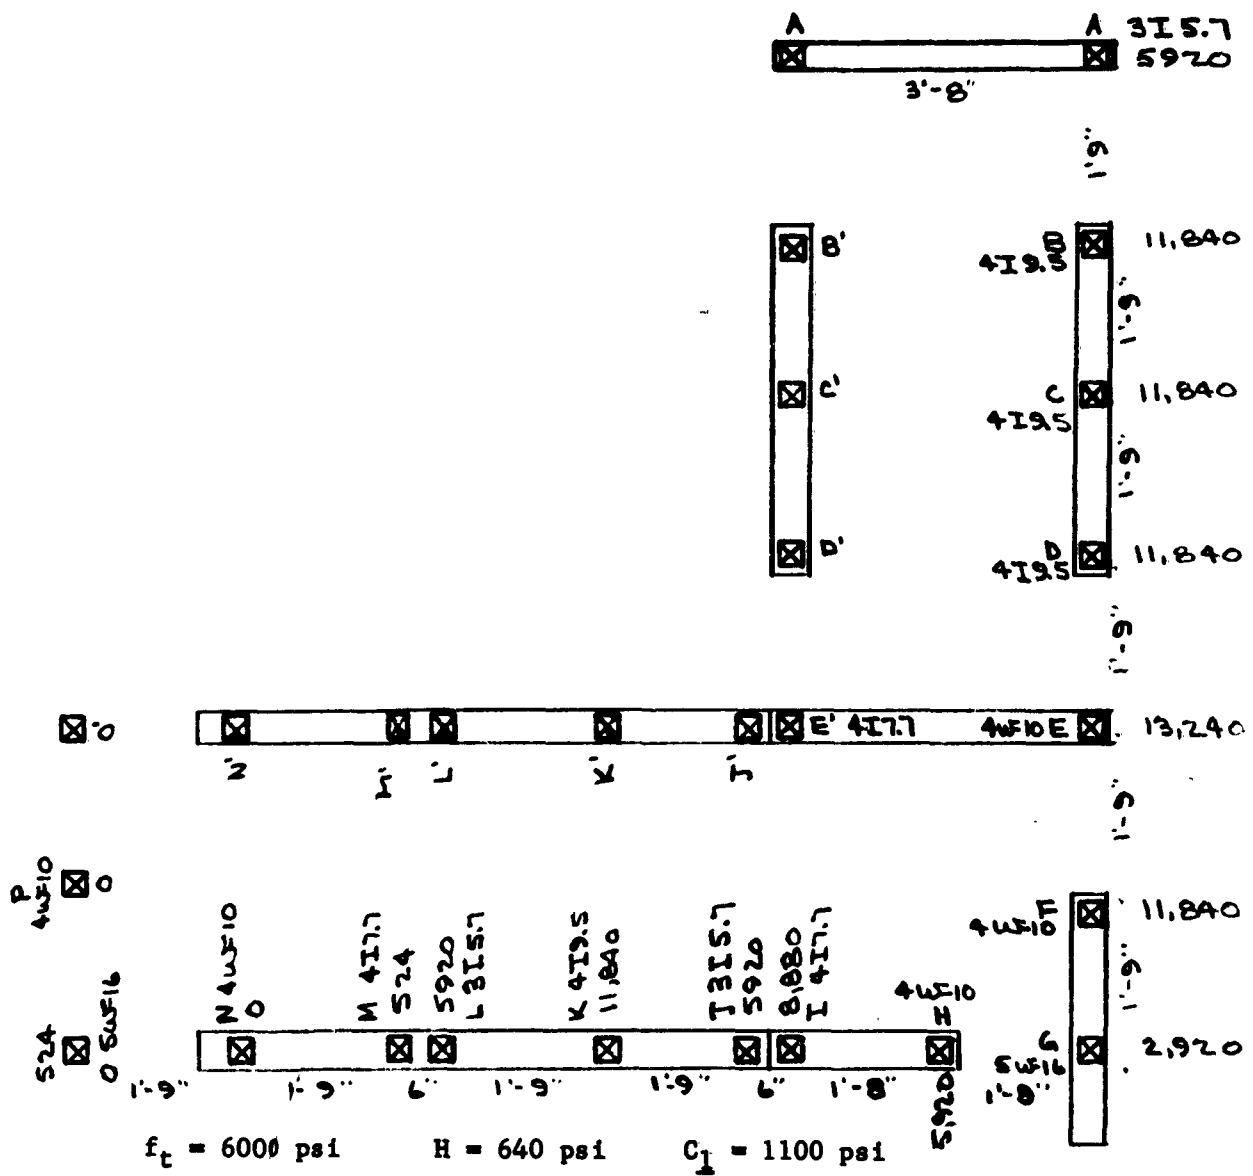 A A 3I5.7
5920
3'-8"
1'9"
B' B 11,840
4I9.5
1'-9"
C' C 11,840
4I9.5
1'-9"
D' D 11,840
4I9.5
1'-9"
O E' 4I7.7 4WF10 E 13,240
N' M' L' K' J'
1'-9"
P
4WF10
O
F 11,840
4WF10
1'-9"
N 4WF10
0
M 4I7.7
524
5920
L 3I5.7
K 4I9.5
11,840
J 3I5.7
5920
8,880
I 4I7.7
4WF10
H
5,920
524
O 5WF16
G 2,920
5WF16
1'-9" 1'-9" 6" 1'-9" 1'-9" 6" 1'-8" 1'-8"
f_t = 6000 psi H = 640 psi C⊥ = 1100 psi